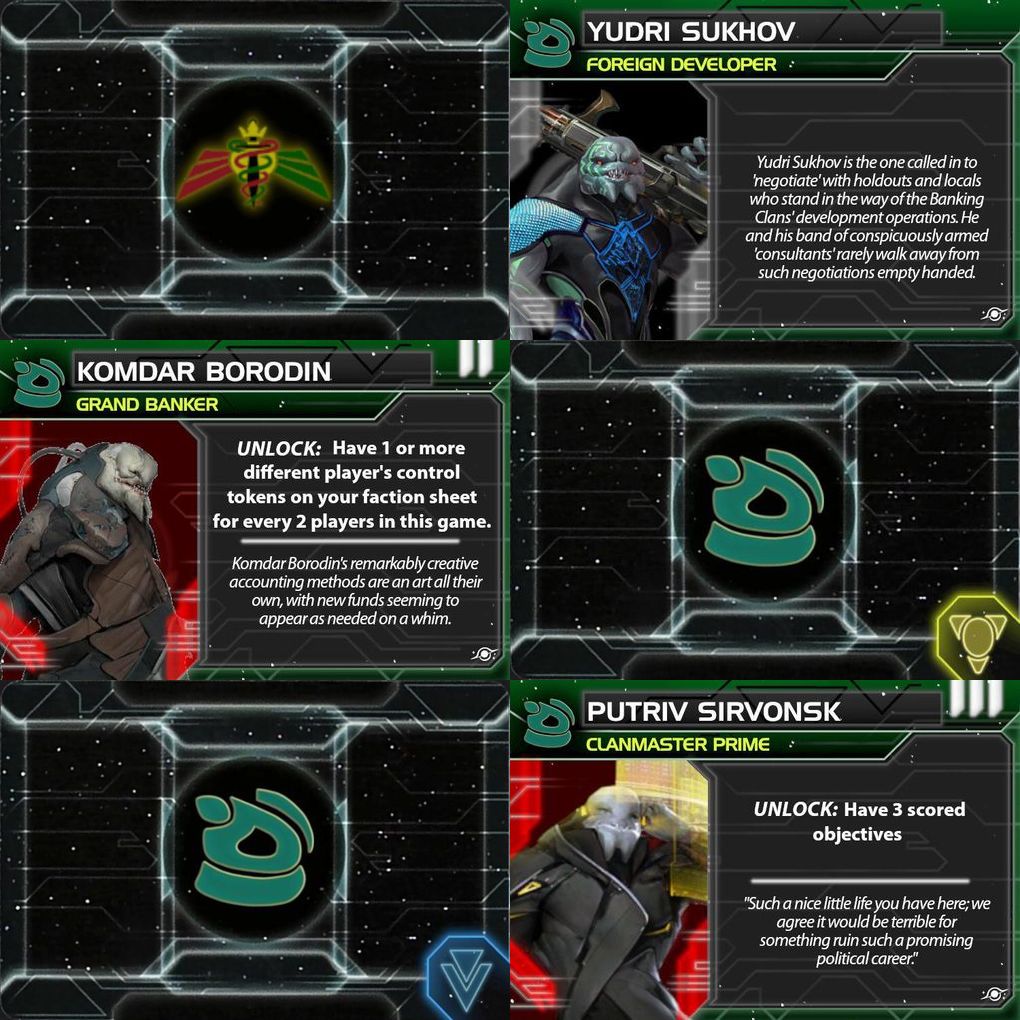 YUDRI SUKHOV
FOREIGN DEVELOPER
Yudri Sukhov is the one called in to
'negotiate' with holdouts and locals
who stand in the way of the Banking
Clans' development operations. He
and his band of conspicuously armed
'consultants' rarely walk away from
such negotiations empty handed.
KOMDAR BORODIN
GRAND BANKER
UNLOCK: Have 1 or more
different player's control
tokens on your faction sheet
for every 2 players in this game.
Komdar Borodin's remarkably creative
accounting methods are an art all their
own, with new funds seeming to
appear as needed on a whim.
PUTRIV SIRVONSK
CLANMASTER PRIME
UNLOCK: Have 3 scored
objectives
"Such a nice little life you have here; we
agree it would be terrible for
something ruin such a promising
political career."